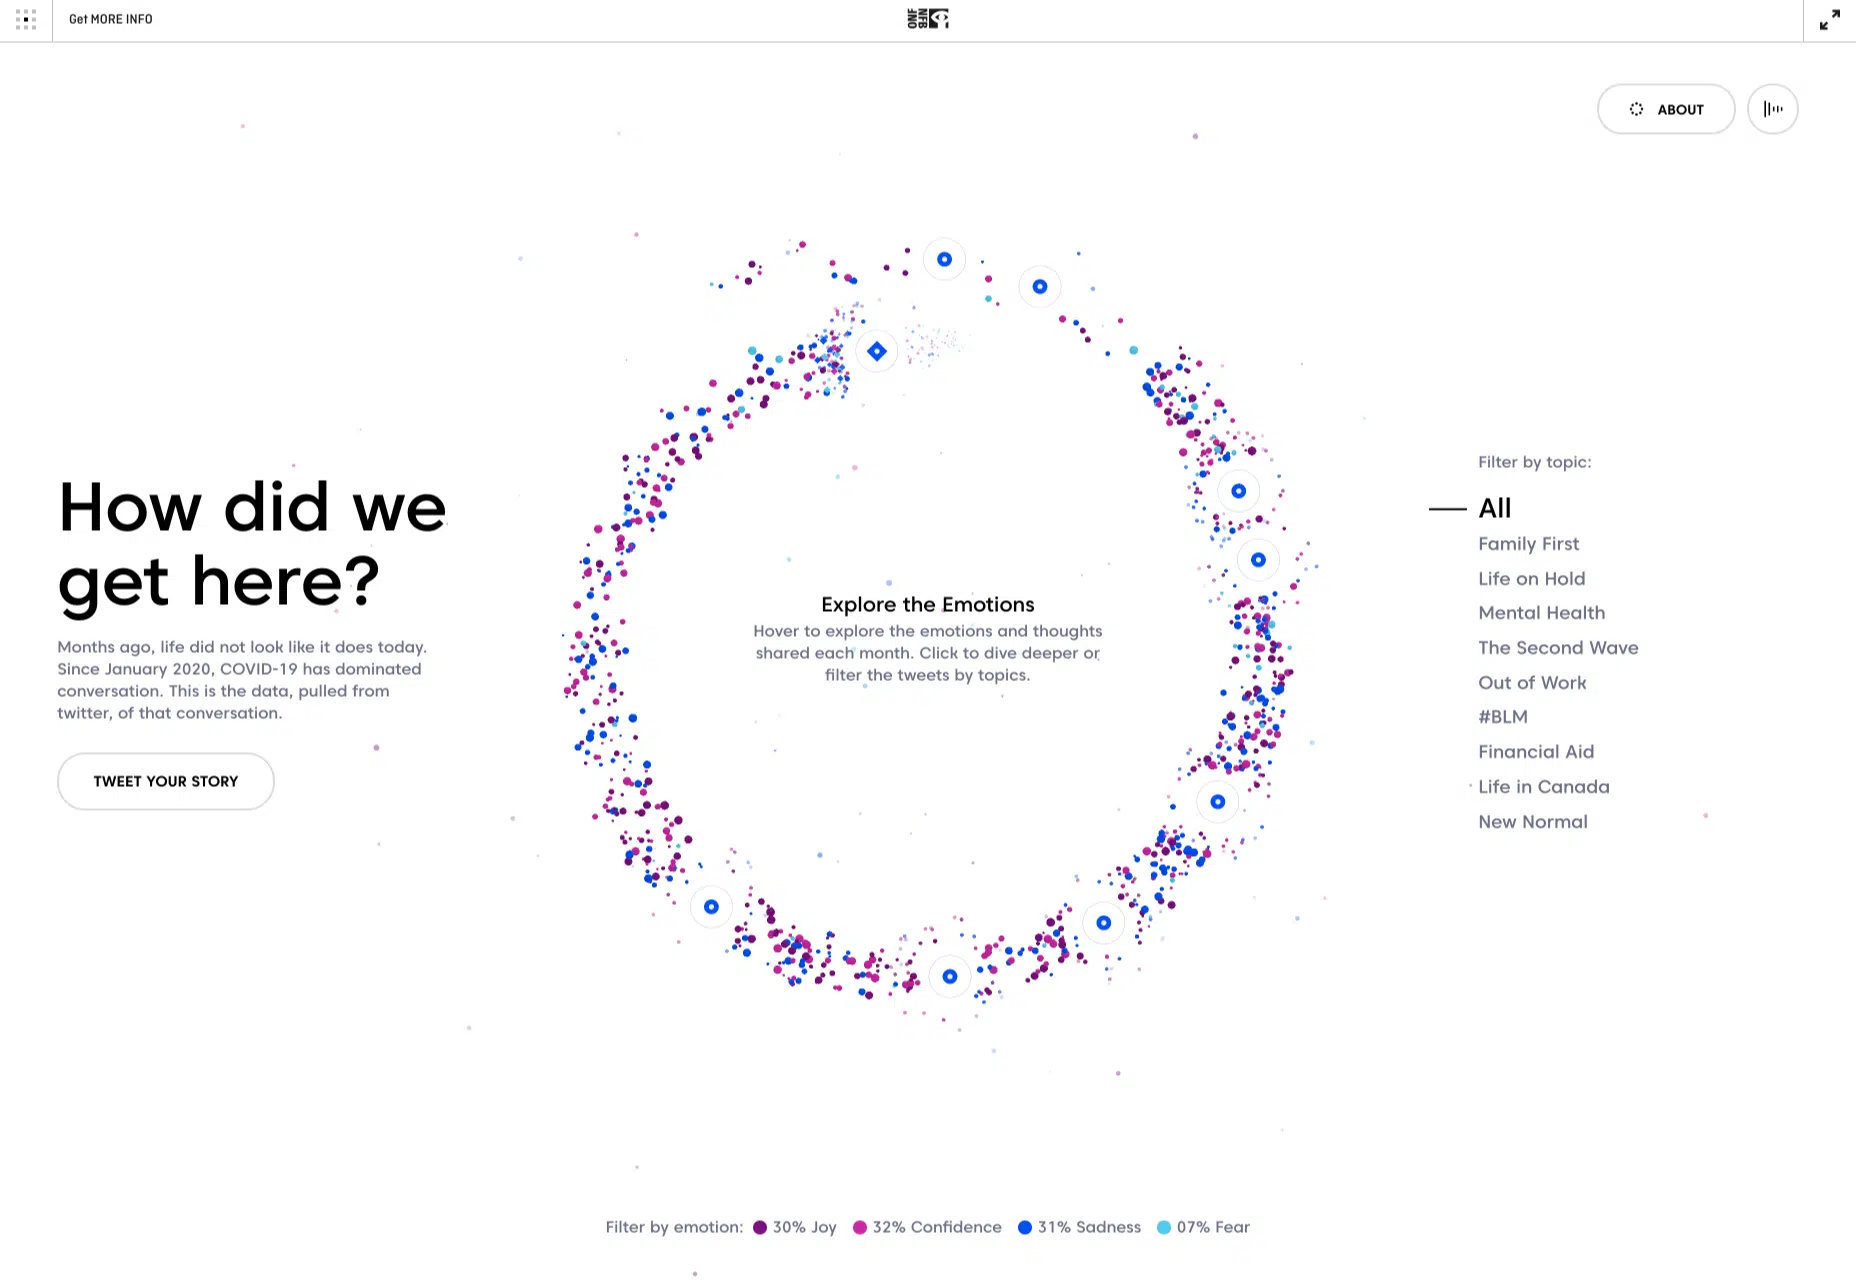 Get MORE INFO
ONF
NFB
ABOUT
How did we
get here?
Months ago, life did not look like it does today.
Since January 2020, COVID-19 has dominated
conversation. This is the data, pulled from
twitter, of that conversation.
TWEET YOUR STORY
Explore the Emotions
Hover to explore the emotions and thoughts
shared each month. Click to dive deeper or
filter the tweets by topics.
Filter by topic:
All
Family First
Life on Hold
Mental Health
The Second Wave
Out of Work
#BLM
Financial Aid
Life in Canada
New Normal
Filter by emotion: 30% Joy 32% Confidence 31% Sadness 07% Fear